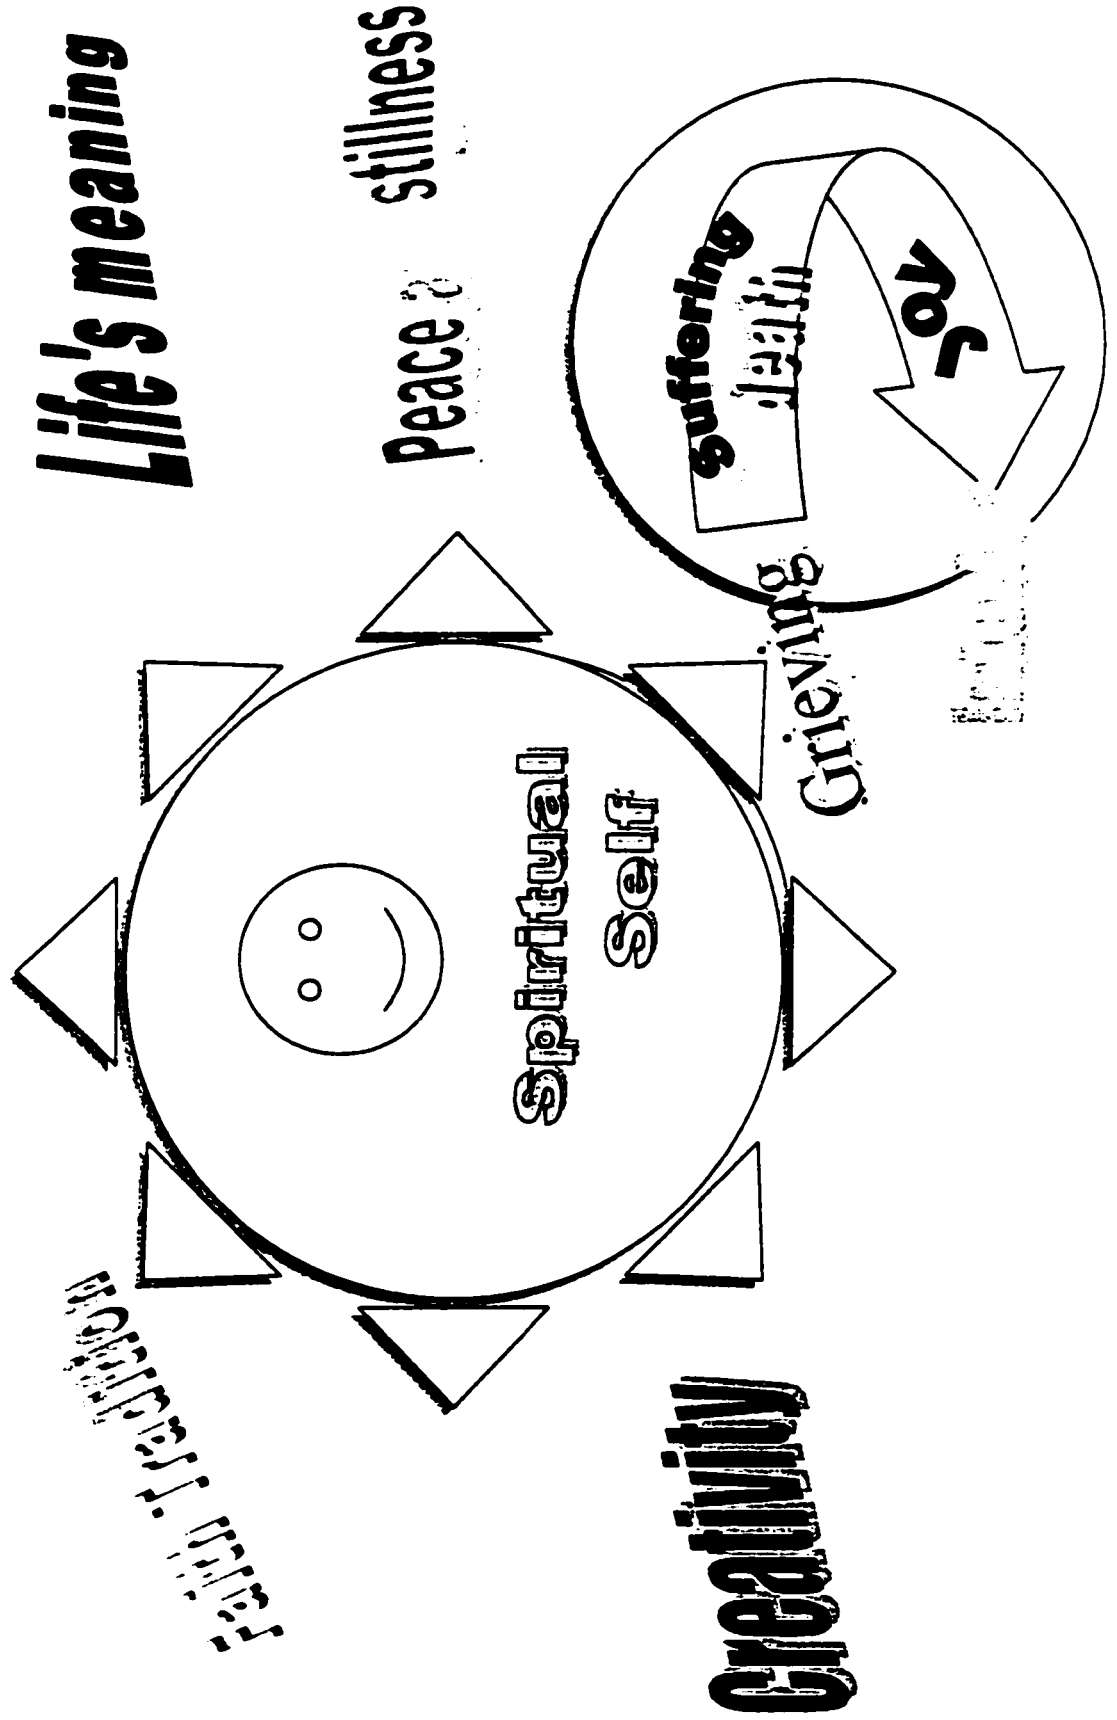 Life's meaning
Peace
stillness
Spiritual
Self
suffering
death
Joy
Grieving
Creativity